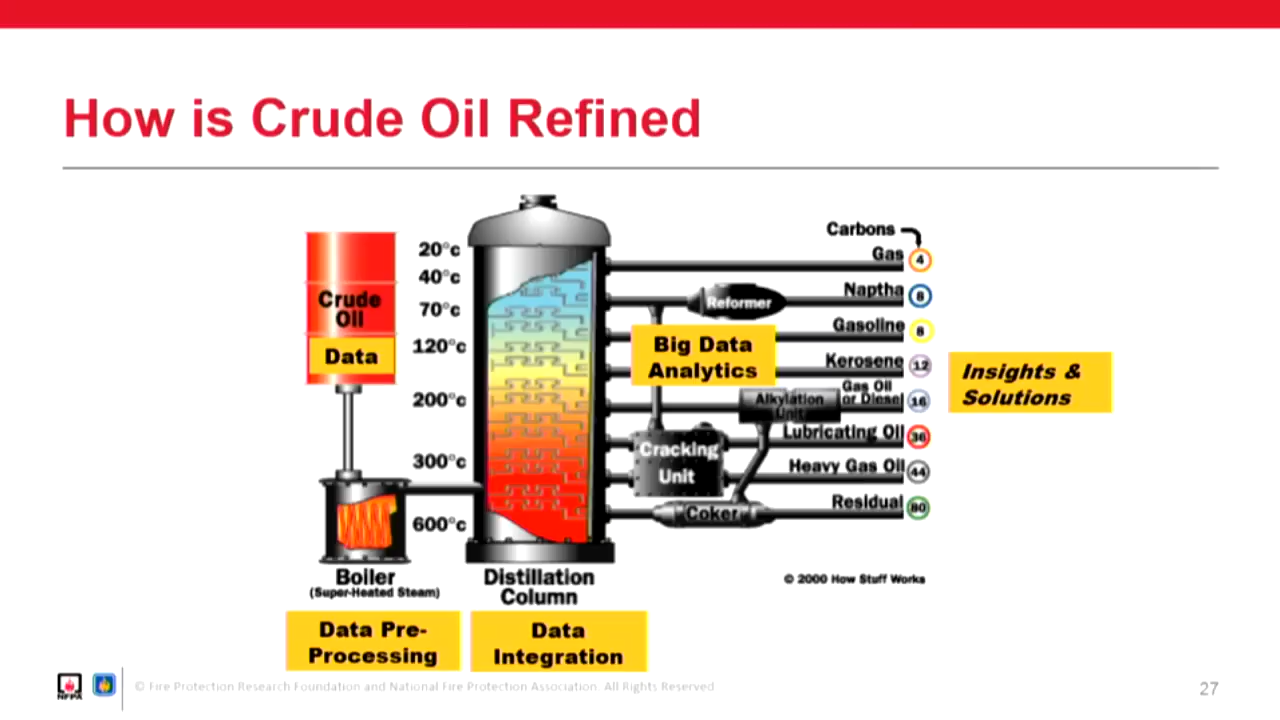 How is Crude Oil Refined
Crude
Oil
Data
20°c
40°c
70°c
120°c
200°c
300°c
600°c
Carbons
Gas 4
Reformer
Naptha 8
Gasoline 8
Big Data
Analytics
Kerosene 12
Insights &
Solutions
Alkylation
Unit
Gas Oil
or Diesel 16
Lubricating Oil 36
Cracking
Unit
Heavy Gas Oil 44
Coker
Residual 80
Boiler
(Super-Heated Steam)
Distillation
Column
© 2000 How Stuff Works
Data Pre-
Processing
Data
Integration
NFPA
© Fire Protection Research Foundation and National Fire Protection Association. All Rights Reserved
27